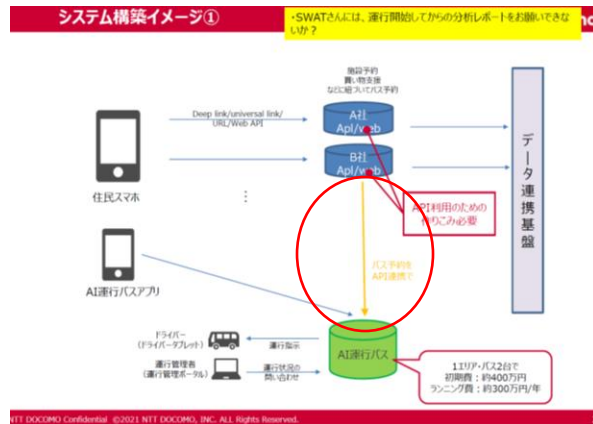 システム構築イメージ①
・SWATさんには、運行開始してからの分析レポートをお願いできな
いか？
施設予約
買い物支援
などに紐づいてバス予約
Deep link/universal link/
URL/Web API
A社
Apl/web
B社
Apl/web
住民スマホ
API利用のための
作りこみ必要
データ連携基盤
バス予約を
API連携で
AI運行バスアプリ
ドライバー
(ドライバータブレット)
運行指示
運行管理者
(運行管理ポータル)
運行状況の
問い合わせ
AI運行バス
1エリア・バス2台で
初期費：約400万円
ランニング費：約300万円/年
NTT DOCOMO Confidential ©2021 NTT DOCOMO, INC. ALL Rights Reserved.